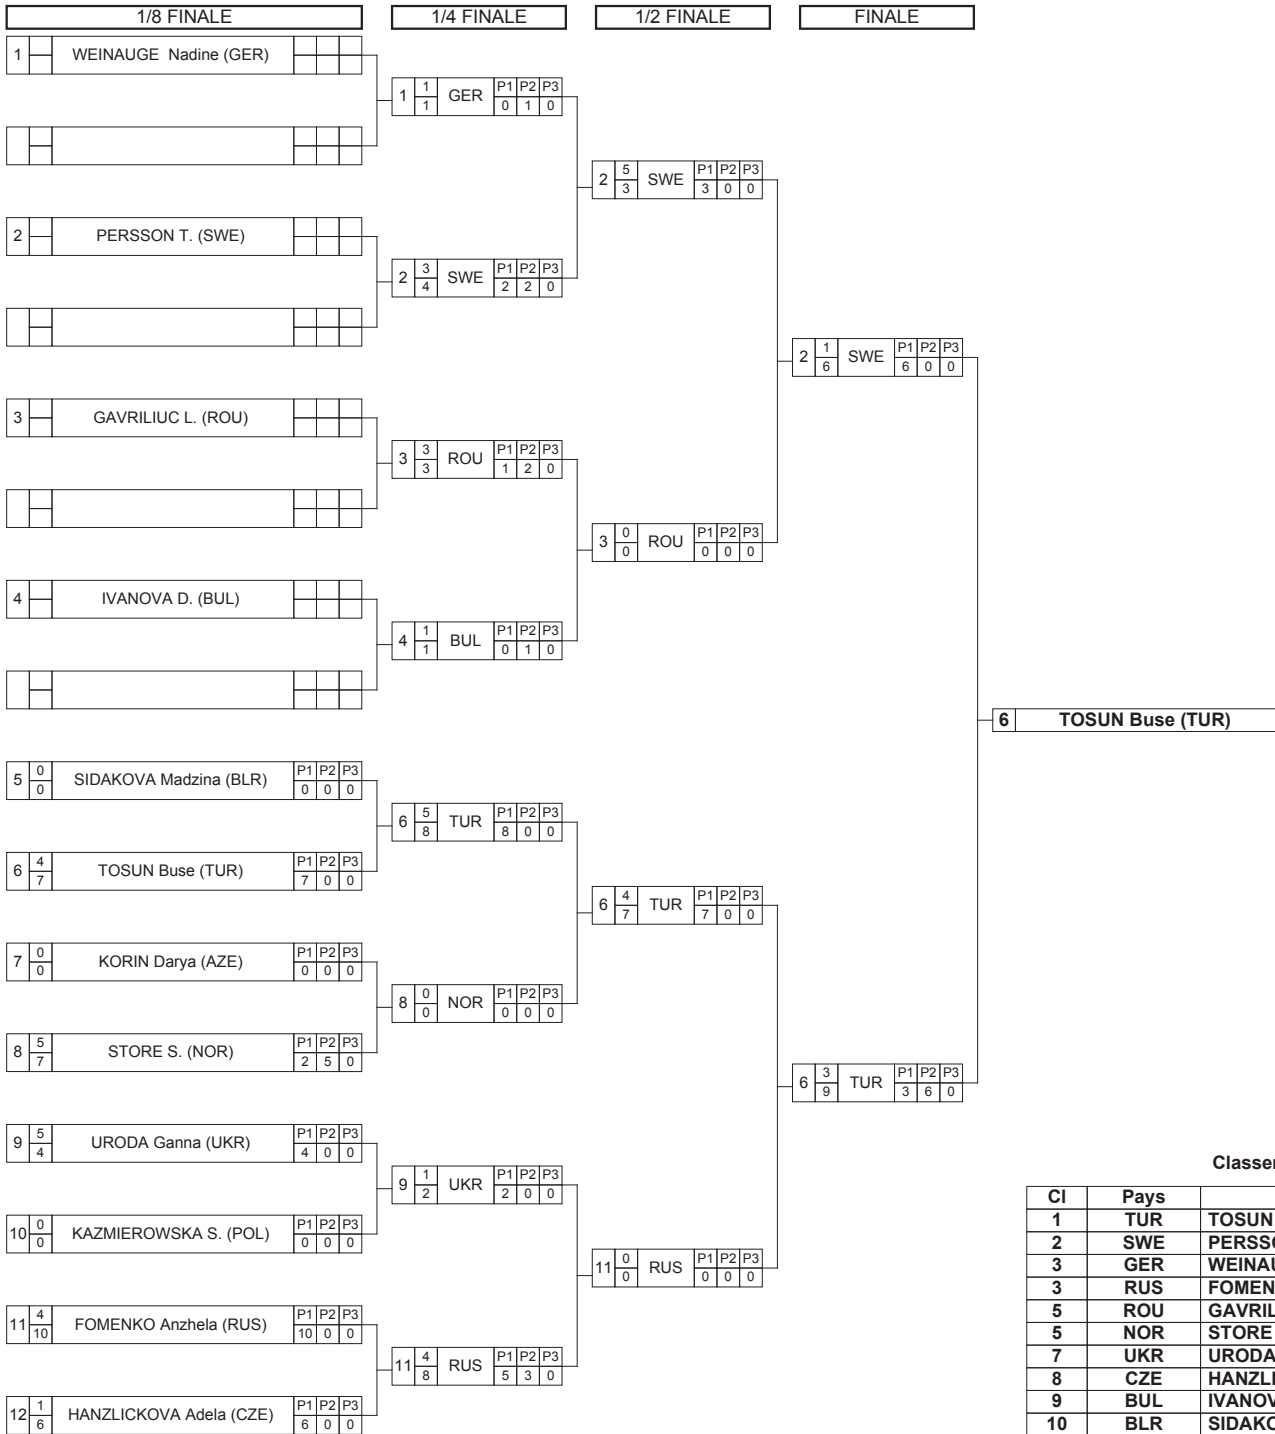 1/8 FINALE 1/4 FINALE 1/2 FINALE FINALE
1 WEINAUGE Nadine (GER)
1 1 GER P1 P2 P3
1 0 1 0
2 5 SWE P1 P2 P3
3 3 0 0
2 PERSSON T. (SWE)
2 3 SWE P1 P2 P3
4 2 2 0
2 1 SWE P1 P2 P3
6 6 0 0
3 GAVRILIUC L. (ROU)
3 3 ROU P1 P2 P3
3 1 2 0
3 0 ROU P1 P2 P3
0 0 0 0
4 IVANOVA D. (BUL)
4 1 BUL P1 P2 P3
1 0 1 0
6 TOSUN Buse (TUR)
5 0 SIDAKOVA Madzina (BLR) P1 P2 P3
0 0 0 0
6 5 TUR P1 P2 P3
8 8 0 0
6 4 TOSUN Buse (TUR) P1 P2 P3
7 7 0 0
6 4 TUR P1 P2 P3
7 7 0 0
7 0 KORIN Darya (AZE) P1 P2 P3
0 0 0 0
8 0 NOR P1 P2 P3
0 0 0 0
8 5 STORE S. (NOR) P1 P2 P3
7 2 5 0
6 3 TUR P1 P2 P3
9 3 6 0
9 5 URODA Ganna (UKR) P1 P2 P3
4 4 0 0
9 1 UKR P1 P2 P3
2 2 0 0
10 0 KAZMIEROWSKA S. (POL) P1 P2 P3
0 0 0 0
11 0 RUS P1 P2 P3
0 0 0 0
11 4 FOMENKO Anzhela (RUS) P1 P2 P3
10 10 0 0
11 4 RUS P1 P2 P3
8 5 3 0
12 1 HANZLICKOVA Adela (CZE) P1 P2 P3
6 6 0 0
Classe
Cl Pays
1 TUR TOSUN
2 SWE PERSS
3 GER WEINA
3 RUS FOMEN
5 ROU GAVRIL
5 NOR STORE
7 UKR URODA
8 CZE HANZL
9 BUL IVANOV
10 BLR SIDAK